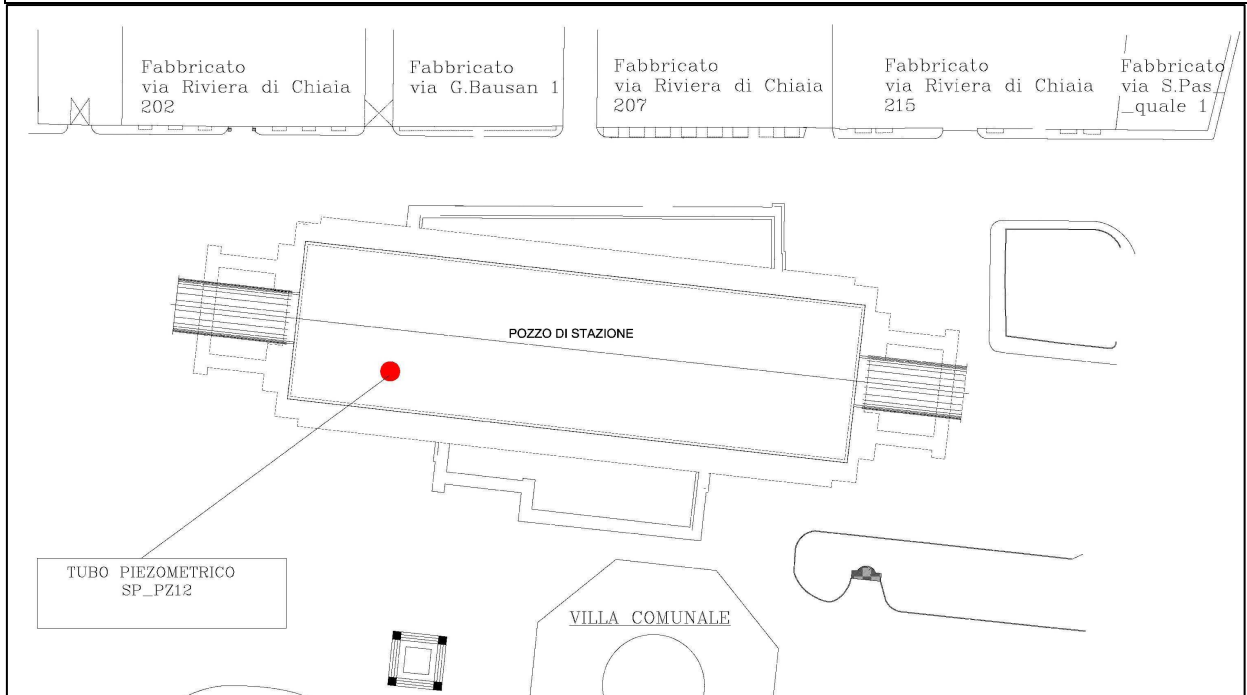 Fabbricato
via Riviera di Chiaia
202
Fabbricato
via G.Bausan 1
Fabbricato
via Riviera di Chiaia
207
Fabbricato
via Riviera di Chiaia
215
Fabbricato
via S.Pas_
_quale 1
POZZO DI STAZIONE
TUBO PIEZOMETRICO
SP_PZ12
VILLA COMUNALE